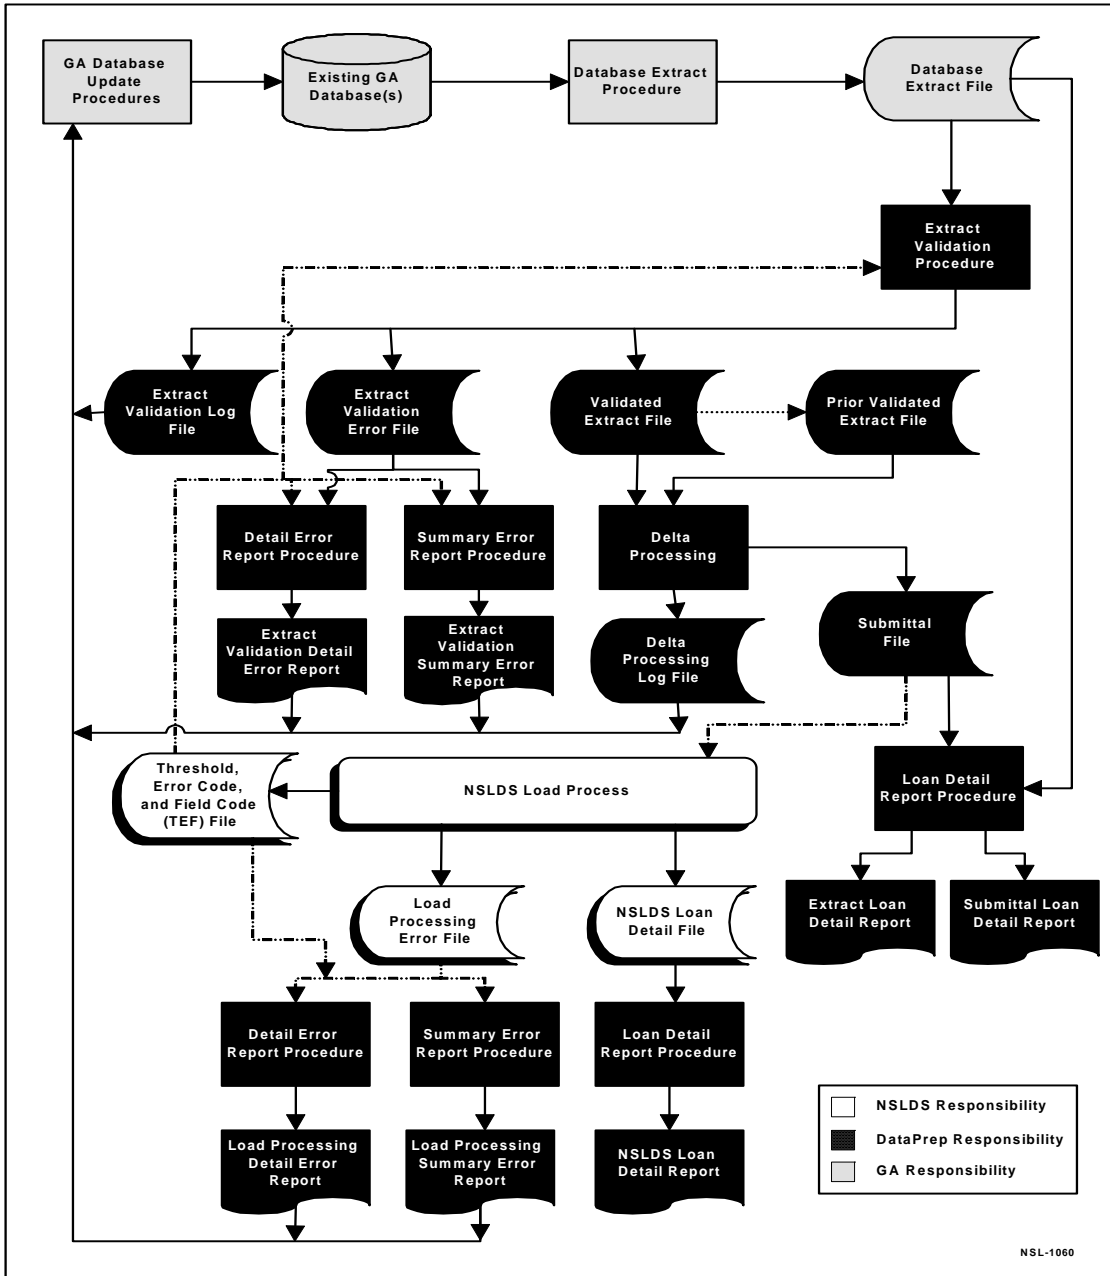 GA Database
Update
Procedures
Existing GA
Database(s)
Database Extract
Procedure
Database
Extract File
Extract
Validation
Procedure
Extract
Validation Log
File
Extract
Validation
Error File
Validated
Extract File
Prior Validated
Extract File
Detail Error
Report Procedure
Summary Error
Report Procedure
Delta
Processing
Submittal
File
Extract
Validation Detail
Error Report
Extract
Validation
Summary Error
Report
Delta
Processing
Log File
Threshold,
Error Code,
and Field Code
(TEF) File
NSLDS Load Process
Loan Detail
Report Procedure
Load
Processing
Error File
NSLDS Loan
Detail File
Extract Loan
Detail Report
Submittal Loan
Detail Report
Detail Error
Report Procedure
Summary Error
Report Procedure
Loan Detail
Report Procedure
Load Processing
Detail Error
Report
Load Processing
Summary Error
Report
NSLDS Loan
Detail Report
NSLDS Responsibility
DataPrep Responsibility
GA Responsibility
NSL-1060